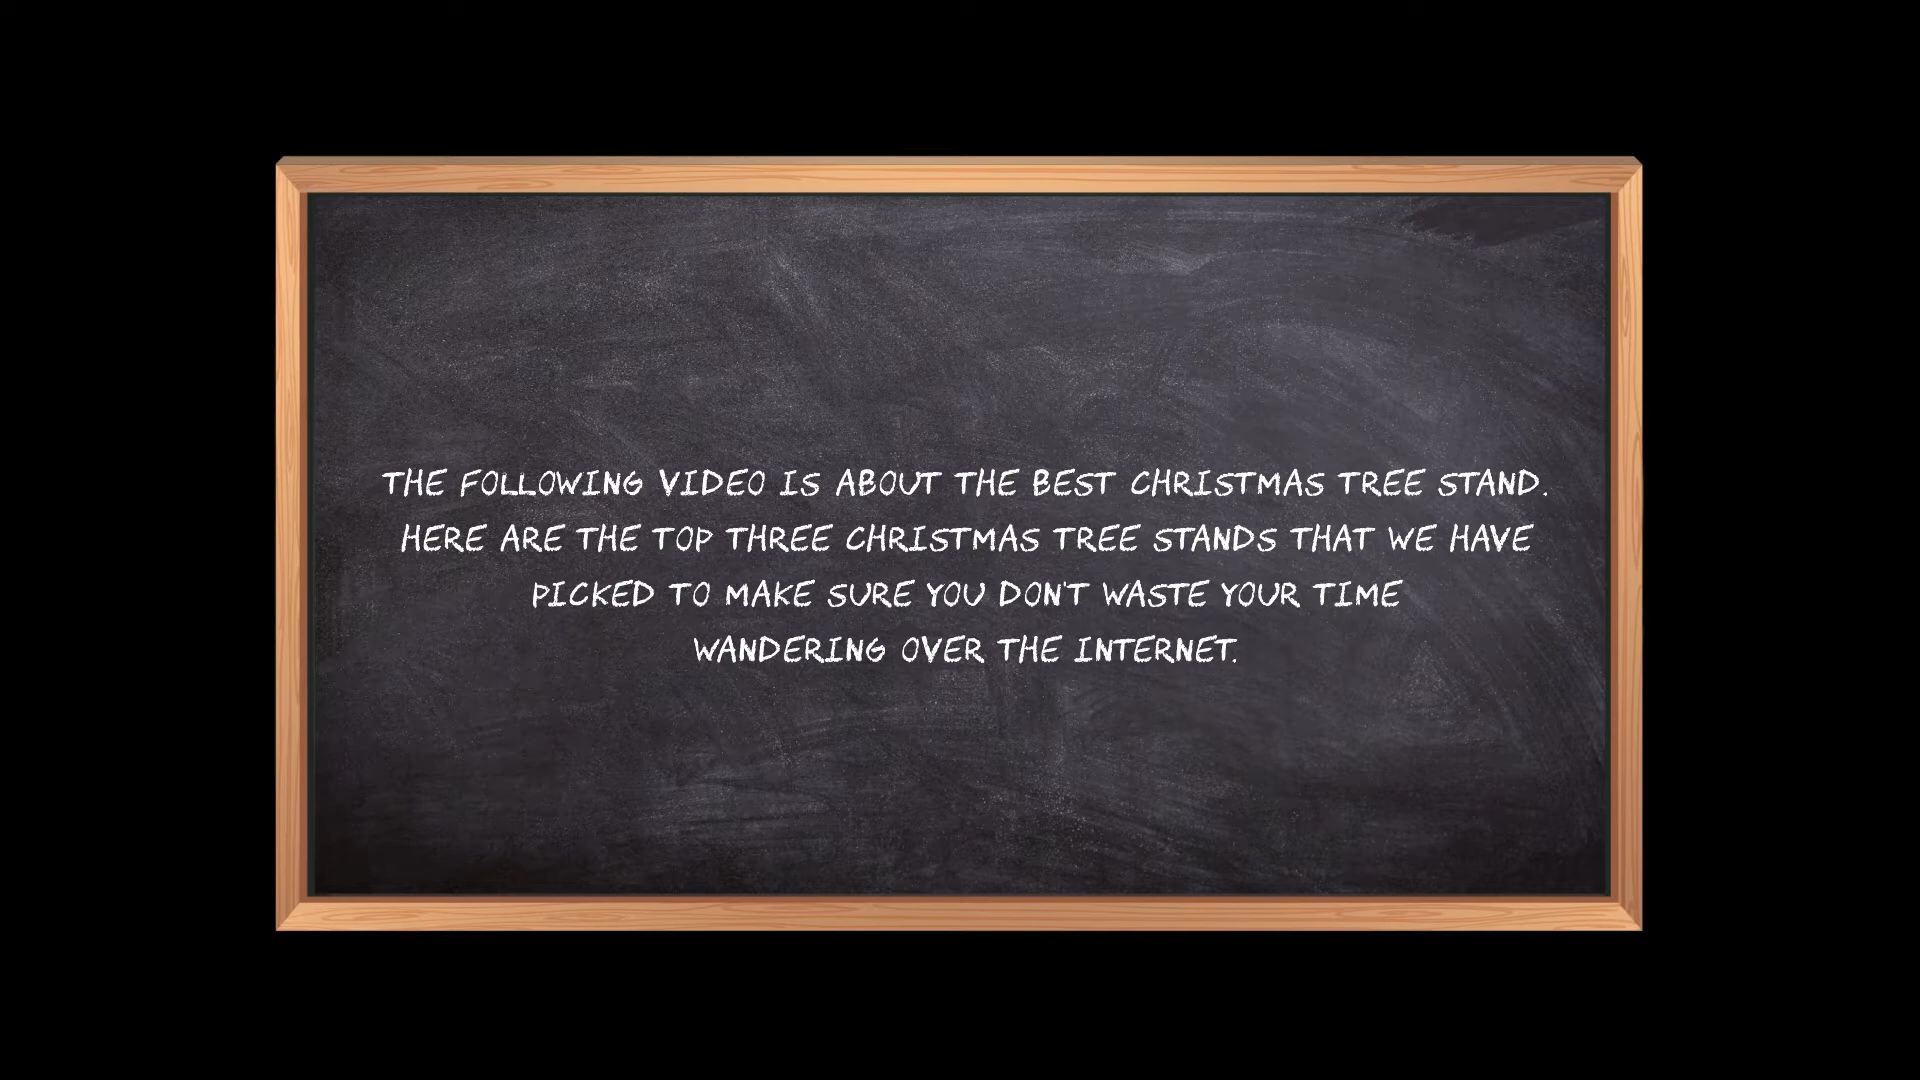 THE FOLLOWING VIDEO IS ABOUT THE BEST CHRISTMAS TREE STAND.
HERE ARE THE TOP THREE CHRISTMAS TREE STANDS THAT WE HAVE
PICKED TO MAKE SURE YOU DON'T WASTE YOUR TIME
WANDERING OVER THE INTERNET.